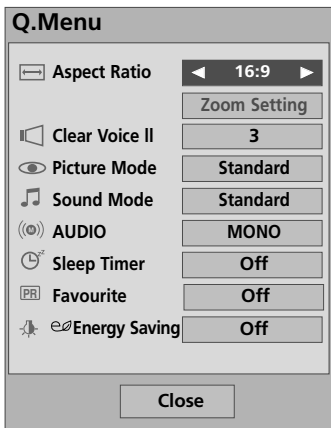 Q.Menu
Aspect Ratio ◄ 16:9 ►
Zoom Setting
Clear Voice ll 3
Picture Mode Standard
Sound Mode Standard
AUDIO MONO
z z
Sleep Timer Off
PR Favourite Off
Energy Saving Off
Close